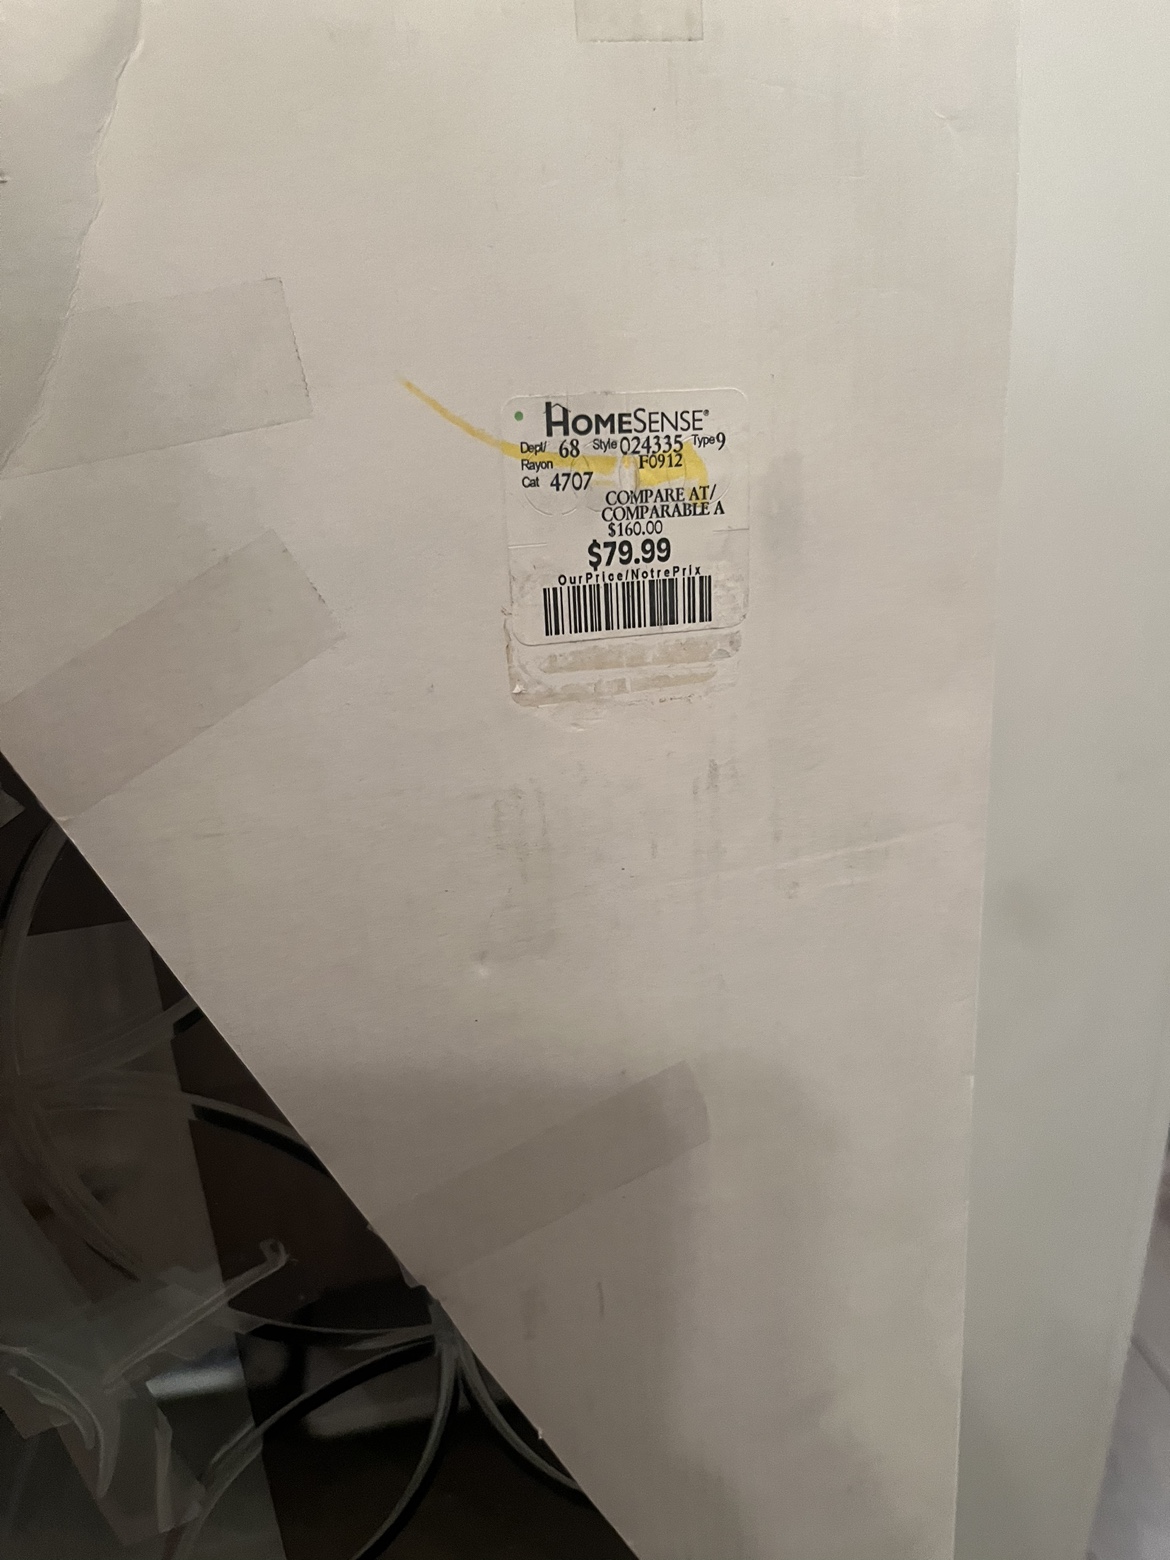 HOMESENSE®
Dept/ 68 Style 024335 Type 9
Rayon F0912
Cat 4707
COMPARE AT/
COMPARABLE A
$160.00
$79.99
OurPrice/NotrePrix